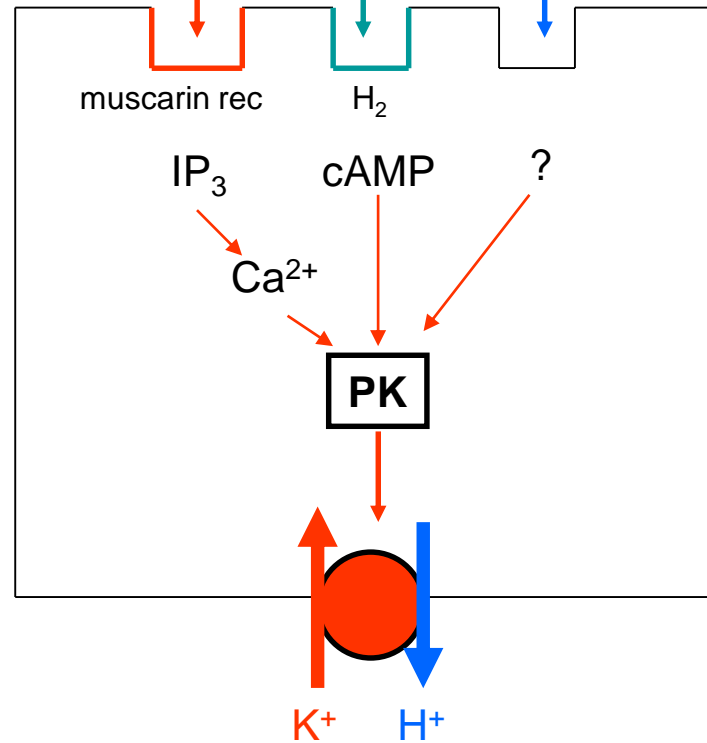 muscarin rec
H₂
IP₃
cAMP
?
Ca²⁺
PK
K⁺
H⁺